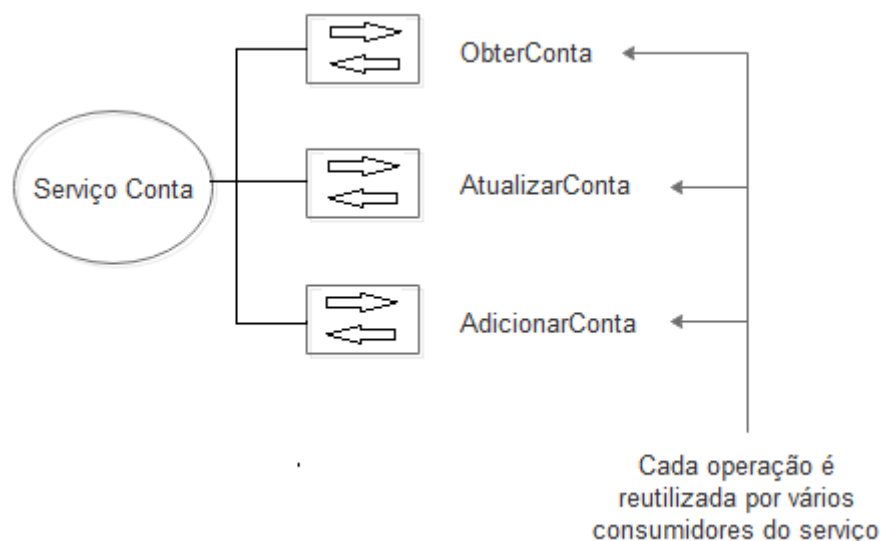 ObterConta
Serviço Conta
AtualizarConta
AdicionarConta
Cada operação é
reutilizada por vários
consumidores do serviço